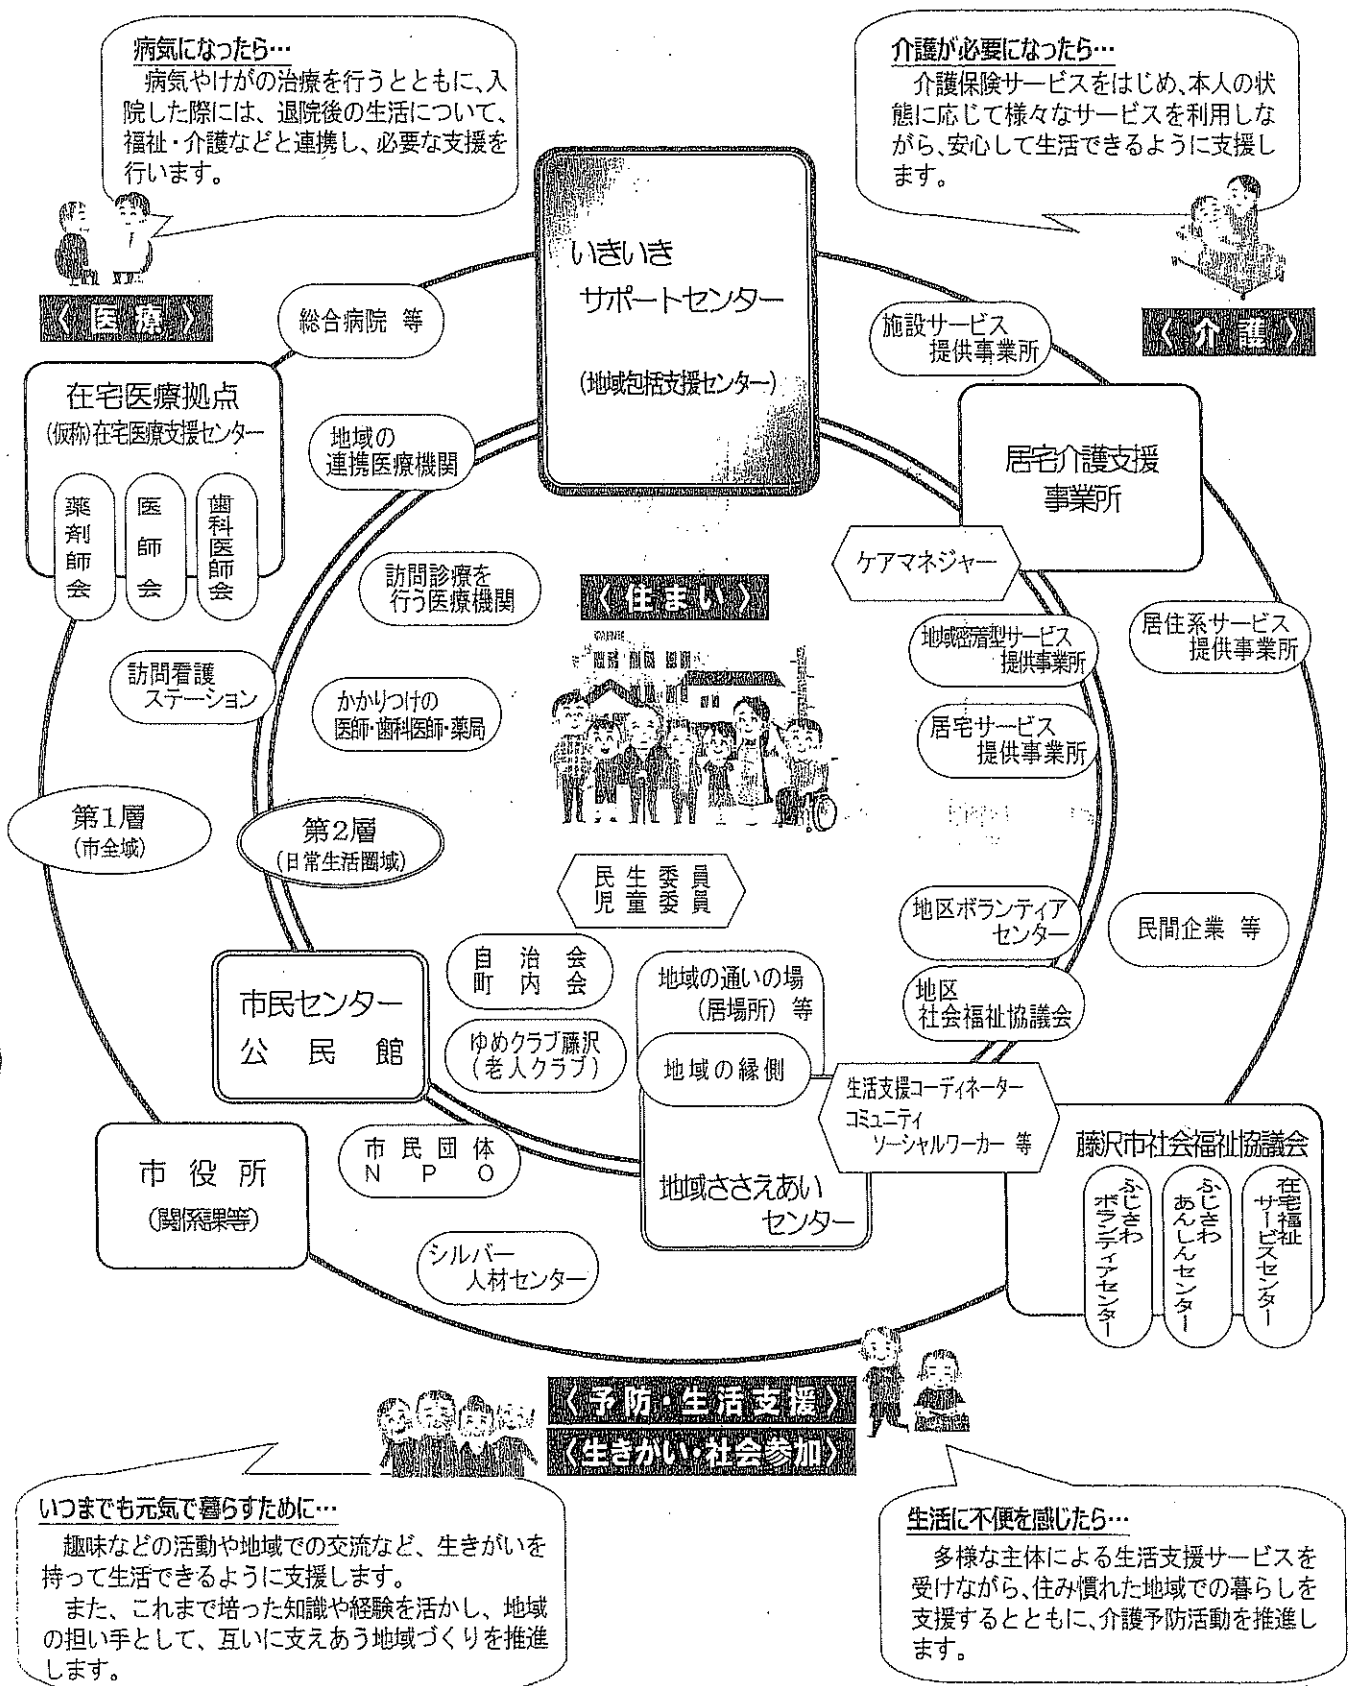 病気になったら…
病気やけがの治療を行うとともに、入
院した際には、退院後の生活について、
福祉・介護などと連携し、必要な支援を
行います。
介護が必要になったら…
介護保険サービスをはじめ、本人の状
態に応じて様々なサービスを利用しな
がら、安心して生活できるように支援し
ます。
いきいき
サポートセンター
(地域包括支援センター)
〈医療〉
総合病院 等
施設サービス
提供事業所
〈介護〉
在宅医療拠点
(仮称)在宅医療支援センター
薬剤師会
医師会
歯科医師会
地域の
連携医療機関
居宅介護支援
事業所
ケアマネジャー
訪問診療を
行う医療機関
〈住まい〉
地域密着型サービス
提供事業所
居住系サービス
提供事業所
訪問看護
ステーション
かかりつけの
医師・歯科医師・薬局
居宅サービス
提供事業所
第1層
(市全域)
第2層
(日常生活圏域)
民生委員
児童委員
地区ボランティア
センター
民間企業 等
自治会
町内会
地域の通いの場
(居場所)等
地区
社会福祉協議会
市民センター
公民館
ゆめクラブ藤沢
(老人クラブ)
地域の縁側
生活支援コーディネーター
コミュニティ
ソーシャルワーカー 等
市役所
(関係課等)
市民団体
NPO
地域ささえあい
センター
藤沢市社会福祉協議会
ふじさわ
ボランティアセンター
ふじさわ
あんしんセンター
在宅福祉
サービスセンター
シルバー
人材センター
〈予防・生活支援〉
〈生きがい・社会参加〉
いつまでも元気で暮らすために…
趣味などの活動や地域での交流など、生きがいを
持って生活できるように支援します。
また、これまで培った知識や経験を活かし、地域
の担い手として、互いに支えあう地域づくりを推進
します。
生活に不便を感じたら…
多様な主体による生活支援サービスを
受けながら、住み慣れた地域での暮らしを
支援するとともに、介護予防活動を推進し
ます。